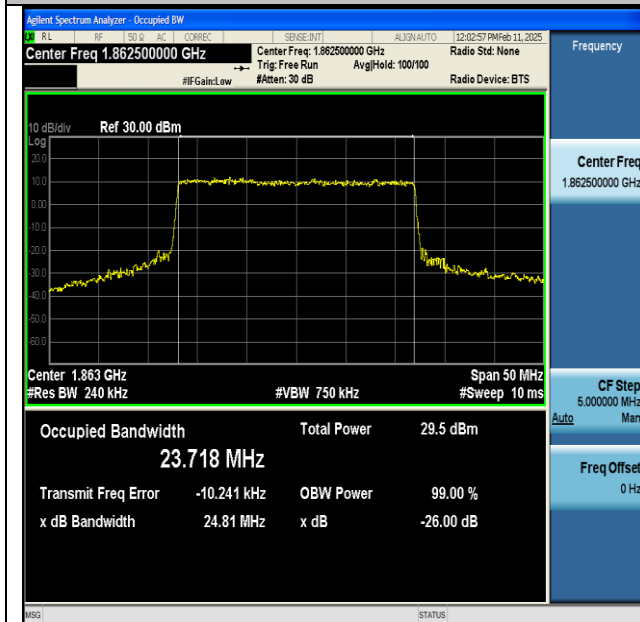 Agilent Spectrum Analyzer - Occupied BW
RL RF 50 Ω AC CORREC SENSE:INT ALIGN AUTO 12:02:57 PM Feb 11, 2025
Center Freq 1.862500000 GHz Center Freq: 1.862500000 GHz Radio Std: None Frequency
Trig: Free Run Avg|Hold: 100/100
#IFGain:Low #Atten: 30 dB Radio Device: BTS
10 dB/div Ref 30.00 dBm
Log
20.0
10.0
0.00
-10.0
-20.0
-30.0
-40.0
-50.0
-60.0
Center Freq
1.862500000 GHz
Center 1.863 GHz Span 50 MHz
#Res BW 240 kHz #VBW 750 kHz #Sweep 10 ms
CF Step
5.000000 MHz
Auto Man
Occupied Bandwidth Total Power 29.5 dBm
23.718 MHz
Transmit Freq Error -10.241 kHz OBW Power 99.00 %
x dB Bandwidth 24.81 MHz x dB -26.00 dB
Freq Offset
0 Hz
MSG STATUS